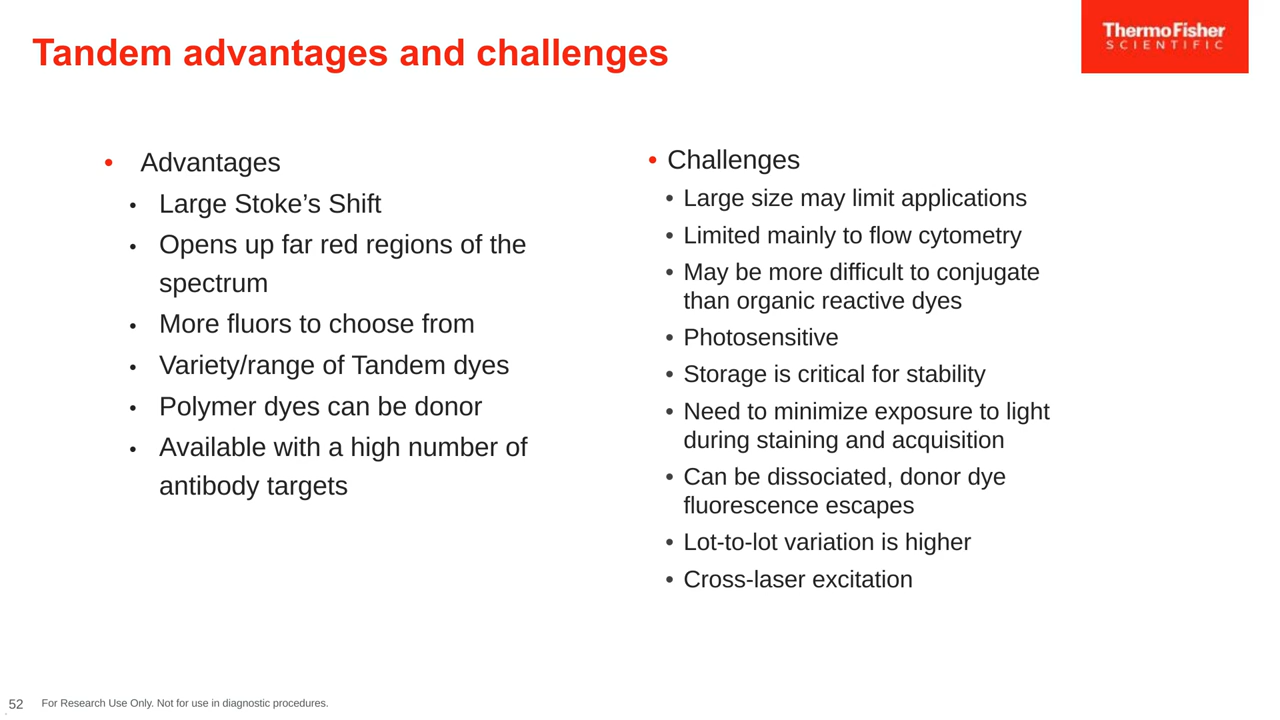 Tandem advantages and challenges
ThermoFisher
SCIENTIFIC
• Advantages
• Large Stoke’s Shift
• Opens up far red regions of the
spectrum
• More fluors to choose from
• Variety/range of Tandem dyes
• Polymer dyes can be donor
• Available with a high number of
antibody targets
• Challenges
• Large size may limit applications
• Limited mainly to flow cytometry
• May be more difficult to conjugate
than organic reactive dyes
• Photosensitive
• Storage is critical for stability
• Need to minimize exposure to light
during staining and acquisition
• Can be dissociated, donor dye
fluorescence escapes
• Lot-to-lot variation is higher
• Cross-laser excitation
52 For Research Use Only. Not for use in diagnostic procedures.